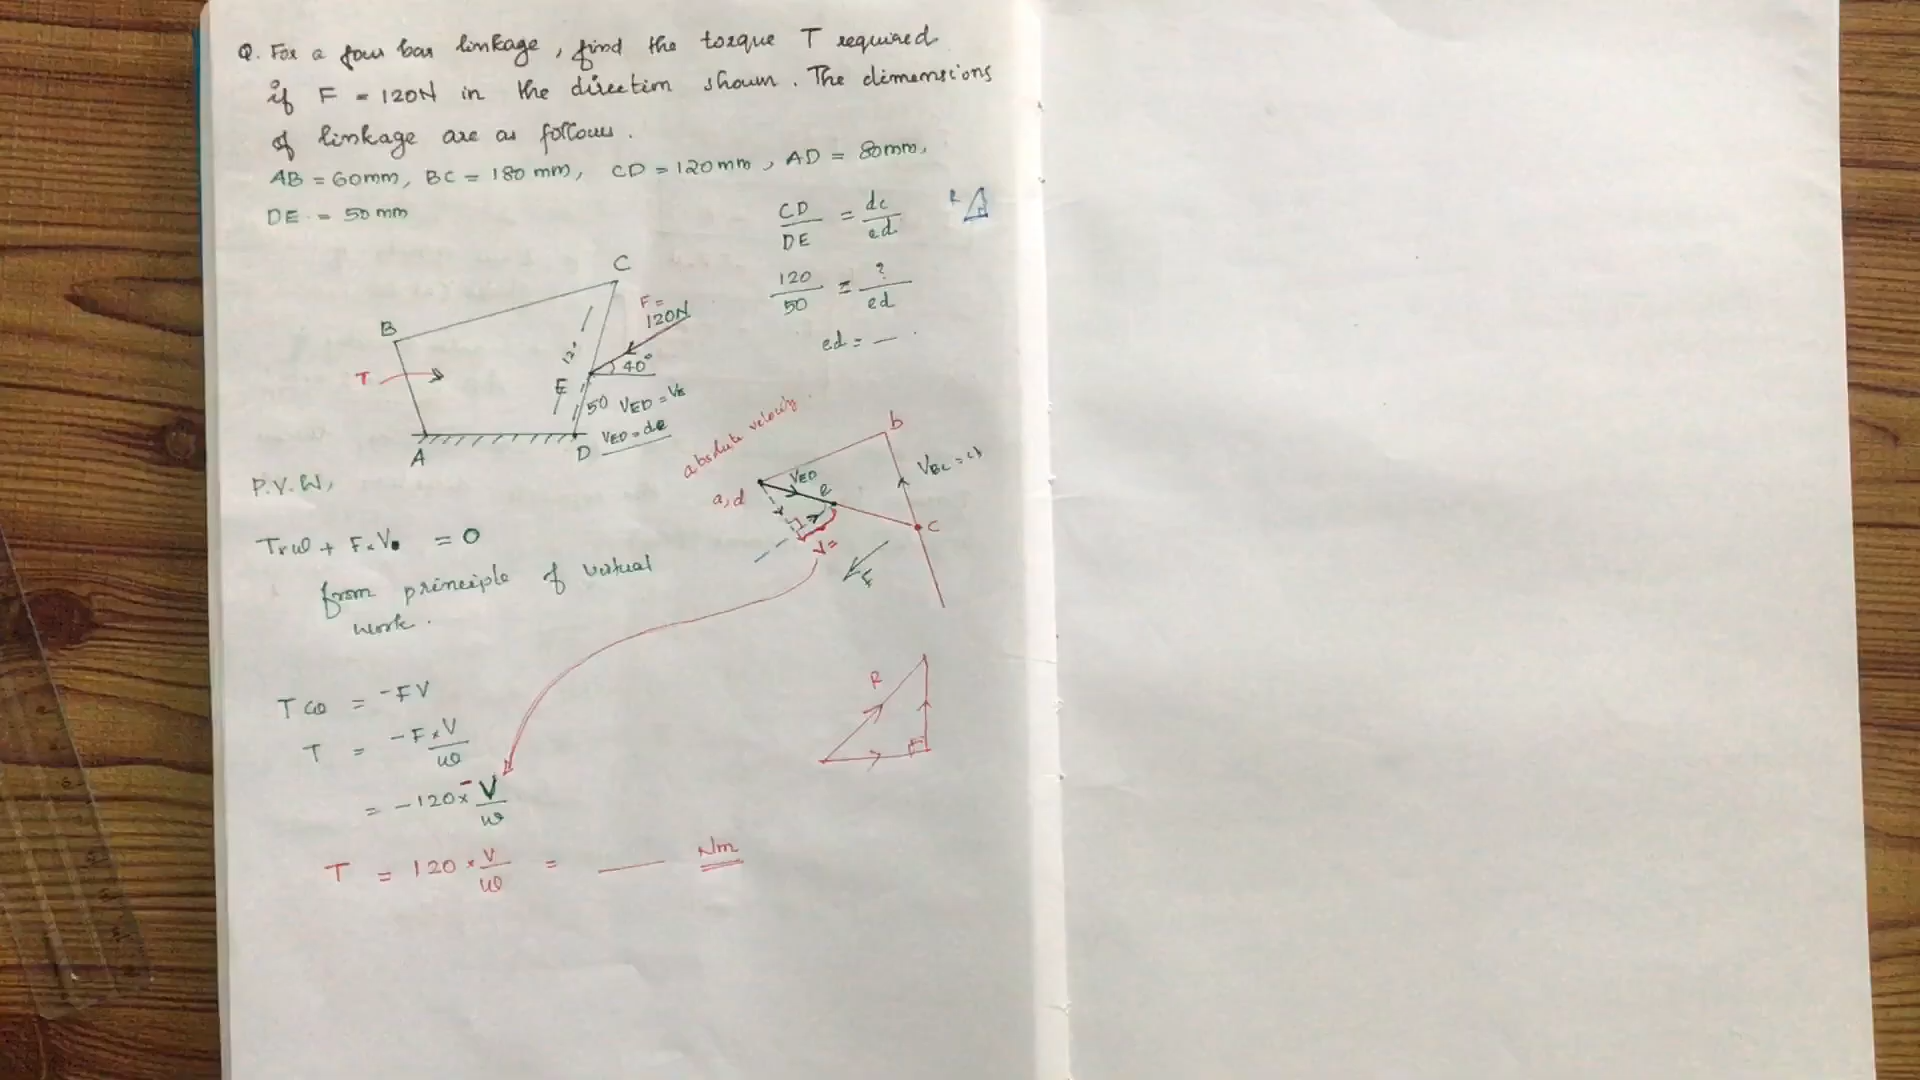 Q. For a four bar linkage, find the torque T required
if F = 120N in the direction shown. The dimensions
of linkage are as follows.
AB = 60mm, BC = 180 mm, CD = 120 mm, AD = 80mm,
DE = 50 mm
CD/DE = dc/ed
R
120/50 = ?/ed
ed = —
C
B
F =
120N
T
12
40°
E
50
VED = VE
VED = de
A
D
absolute velocity.
b
VED
e
a,d
VBC =
c
V =
F
P.V.W,
T×ω + F×V = 0
from principle of virtual
work.
Tω = -FV
T = -F×V/ω
= -120× -V/ω
R
T = 120 × V/ω = ___ Nm